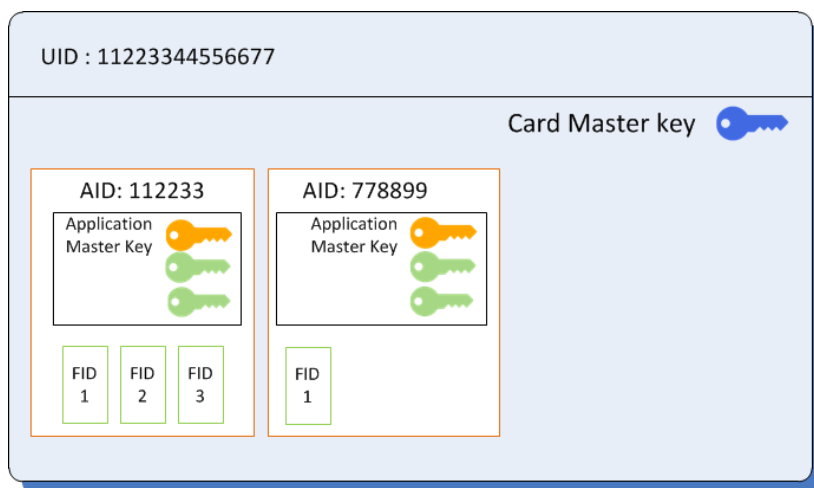 UID : 11223344556677
Card Master key
AID: 112233
Application
Master Key
FID
1
FID
2
FID
3
AID: 778899
Application
Master Key
FID
1